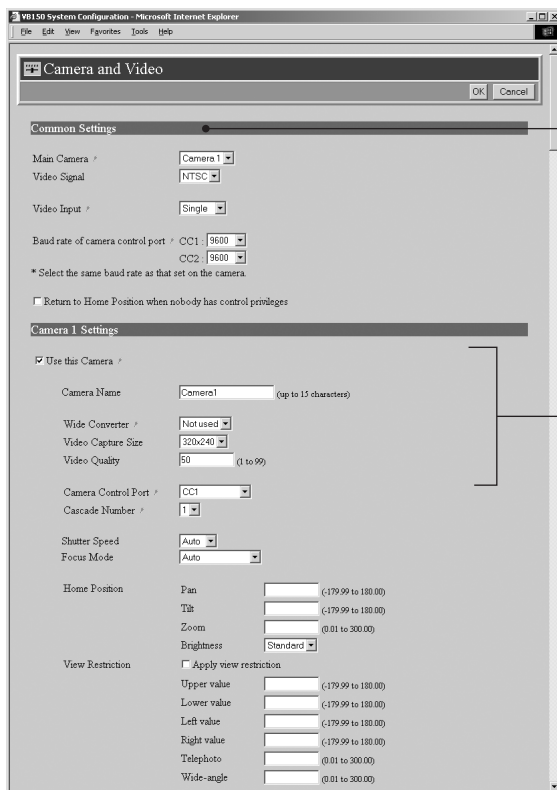 VB150 System Configuration - Microsoft Internet Explorer
File Edit View Favorites Tools Help
Camera and Video
OK Cancel
Common Settings
Main Camera Camera 1
Video Signal NTSC
Video Input Single
Baud rate of camera control port CC1 : 9600
CC2 : 9600
* Select the same baud rate as that set on the camera.
Return to Home Position when nobody has control privileges
Camera 1 Settings
Use this Camera
Camera Name Camera1 (up to 15 characters)
Wide Converter Not used
Video Capture Size 320x240
Video Quality 50 (1 to 99)
Camera Control Port CC1
Cascade Number 1
Shutter Speed Auto
Focus Mode Auto
Home Position Pan (-179.99 to 180.00)
Tilt (-179.99 to 180.00)
Zoom (0.01 to 300.00)
Brightness Standard
View Restriction Apply view restriction
Upper value (-179.99 to 180.00)
Lower value (-179.99 to 180.00)
Left value (-179.99 to 180.00)
Right value (-179.99 to 180.00)
Telephoto (0.01 to 300.00)
Wide-angle (0.01 to 300.00)